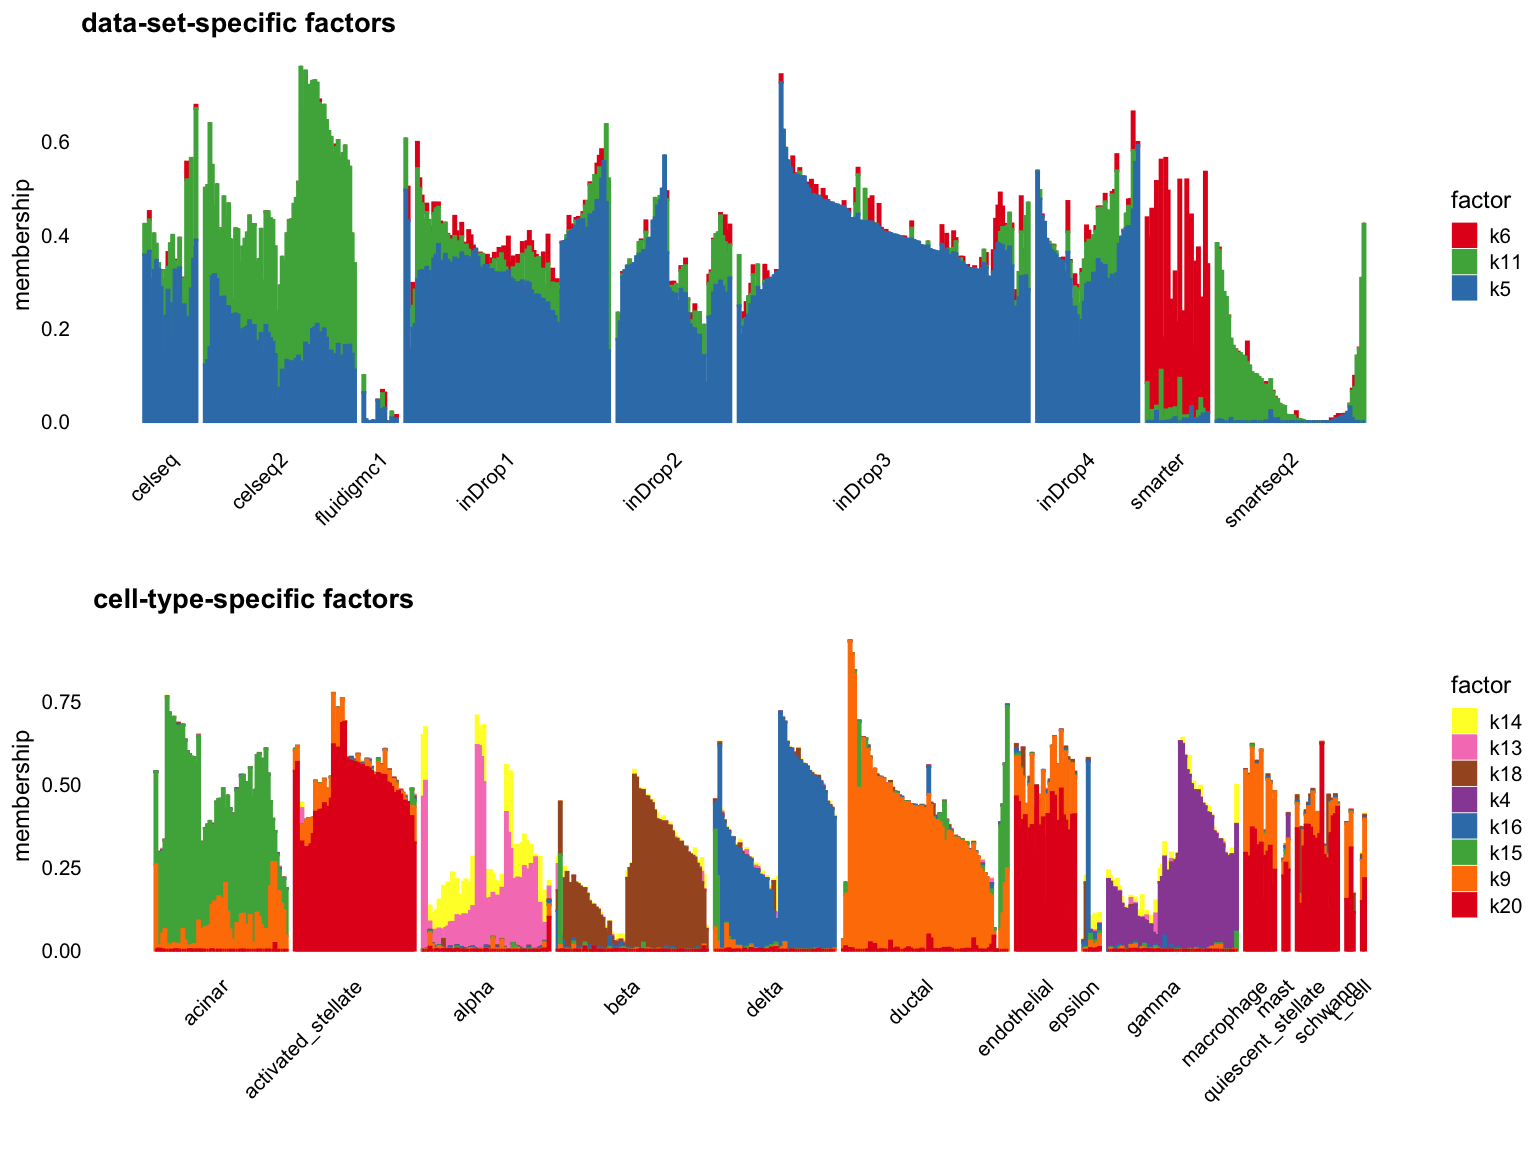 data-set-specific factors
membership
0.6
0.4
0.2
0.0
celseq
celseq2
fluidigmc1
inDrop1
inDrop2
inDrop3
inDrop4
smarter
smartseq2
factor
k6
k11
k5
cell-type-specific factors
membership
0.75
0.50
0.25
0.00
acinar
activated_stellate
alpha
beta
delta
ductal
endothelial
epsilon
gamma
macrophage
mast
quiescent_stellate
schwann
t_cell
factor
k14
k13
k18
k4
k16
k15
k9
k20